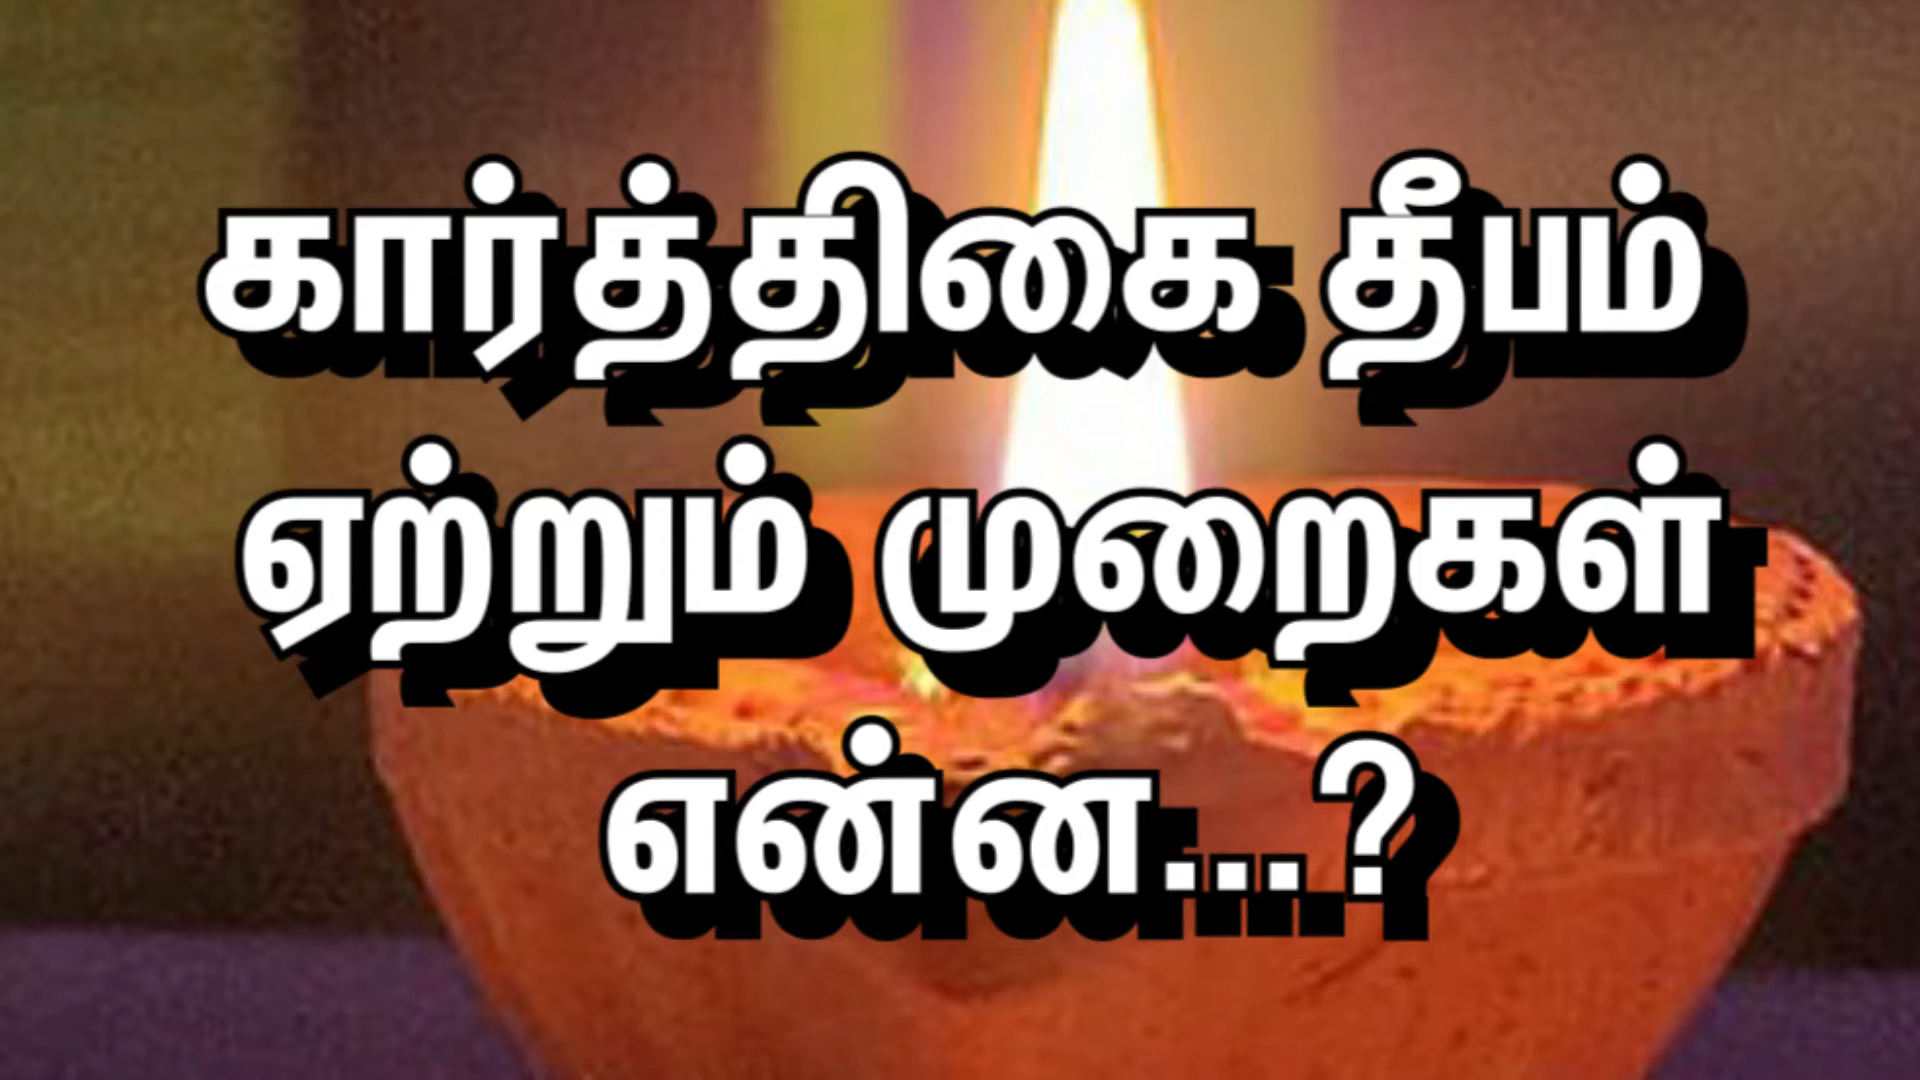 கார்த்திகை தீபம்
ஏற்றும் முறைகள்
என்ன...?